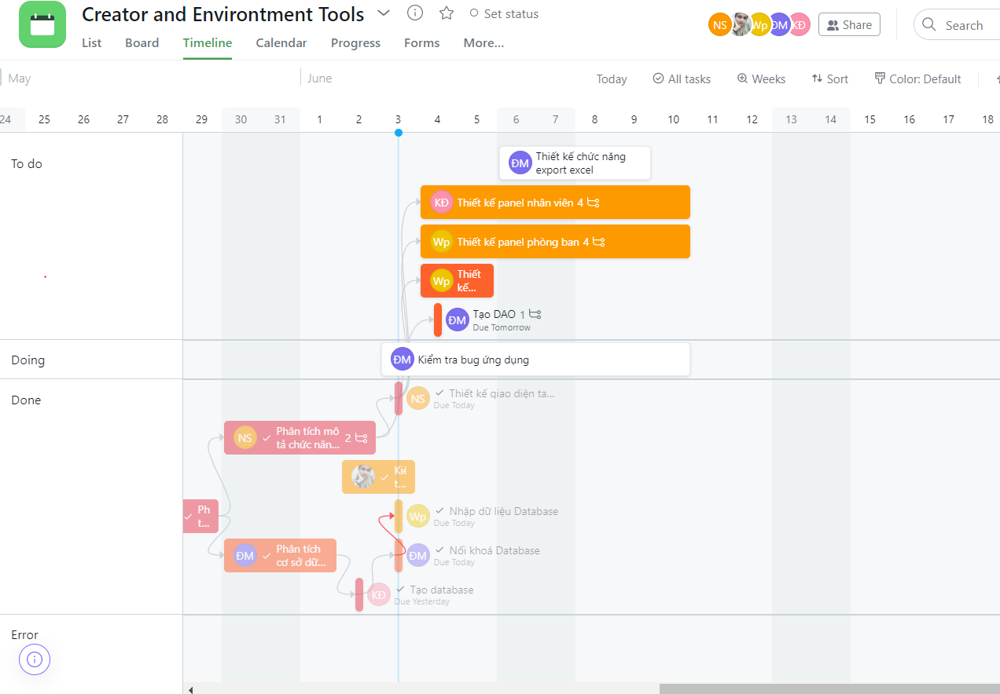 Creator and Environtment Tools
Set status
NS
Wp
ĐM
KĐ
Share
Search
List
Board
Timeline
Calendar
Progress
Forms
More...
May
June
Today
All tasks
Weeks
Sort
Color: Default
24 25 26 27 28 29 30 31 1 2 3 4 5 6 7 8 9 10 11 12 13 14 15 16 17 18
To do
ĐM
Thiết kế chức năng
export excel
KĐ
Thiết kế panel nhân viên 4
Wp
Thiết kế panel phòng ban 4
Wp
Thiết
kế...
ĐM
Tạo DAO 1
Due Tomorrow
Doing
ĐM
Kiểm tra bug ứng dụng
Done
NS
Thiết kế giao diện ta...
Due Today
NS
Phân tích mô
tả chức năn...
2
Kiể
t...
Ph
t...
Wp
Nhập dữ liệu Database
Due Today
ĐM
Phân tích
cơ sở dữ...
ĐM
Nối khoá Database
Due Today
KĐ
Tạo database
Due Yesterday
Error